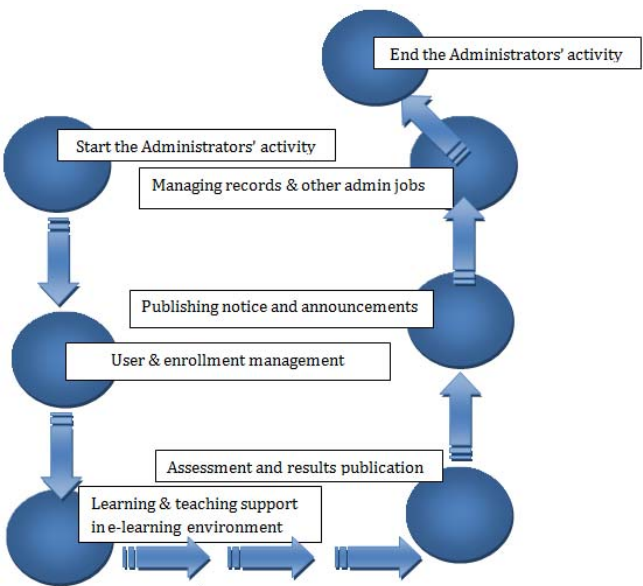 End the Administrators' activity
Start the Administrators' activity
Managing records & other admin jobs
Publishing notice and announcements
User & enrollment management
Assessment and results publication
Learning & teaching support
in e-learning environment